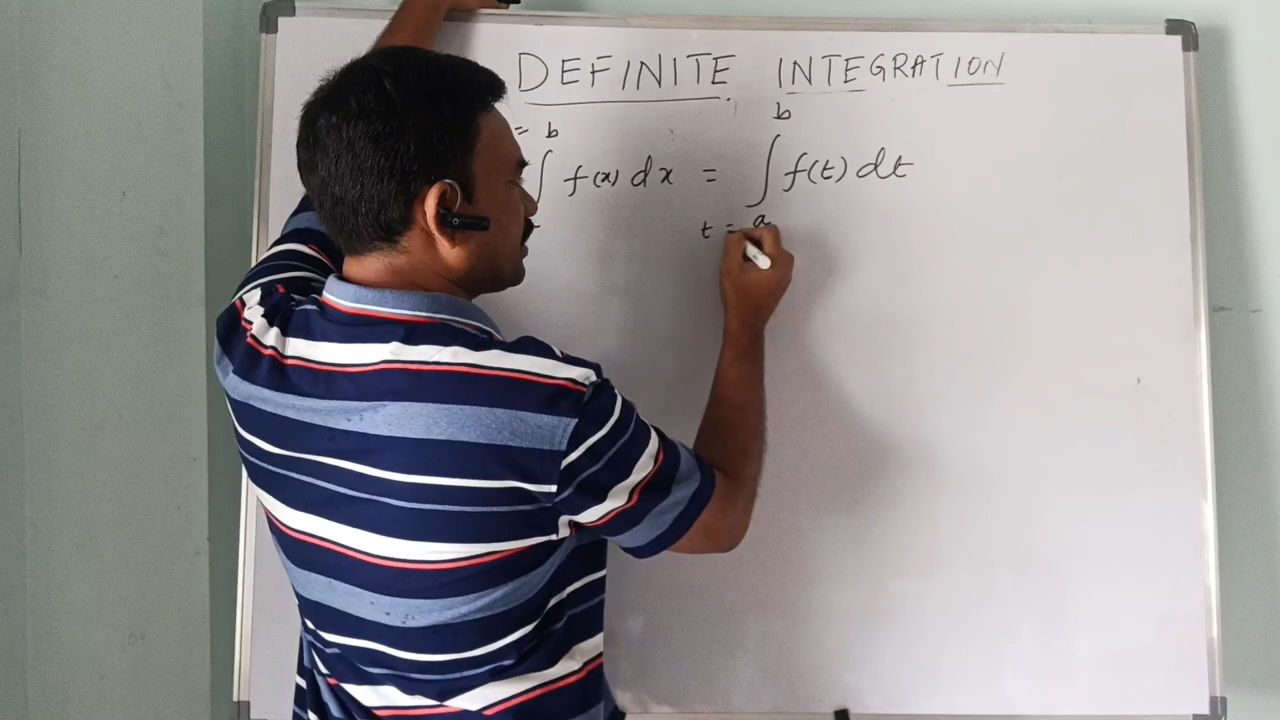 DEFINITE INTEGRATION
= b b
∫ f(x) dx = ∫ f(t) dt
t = a